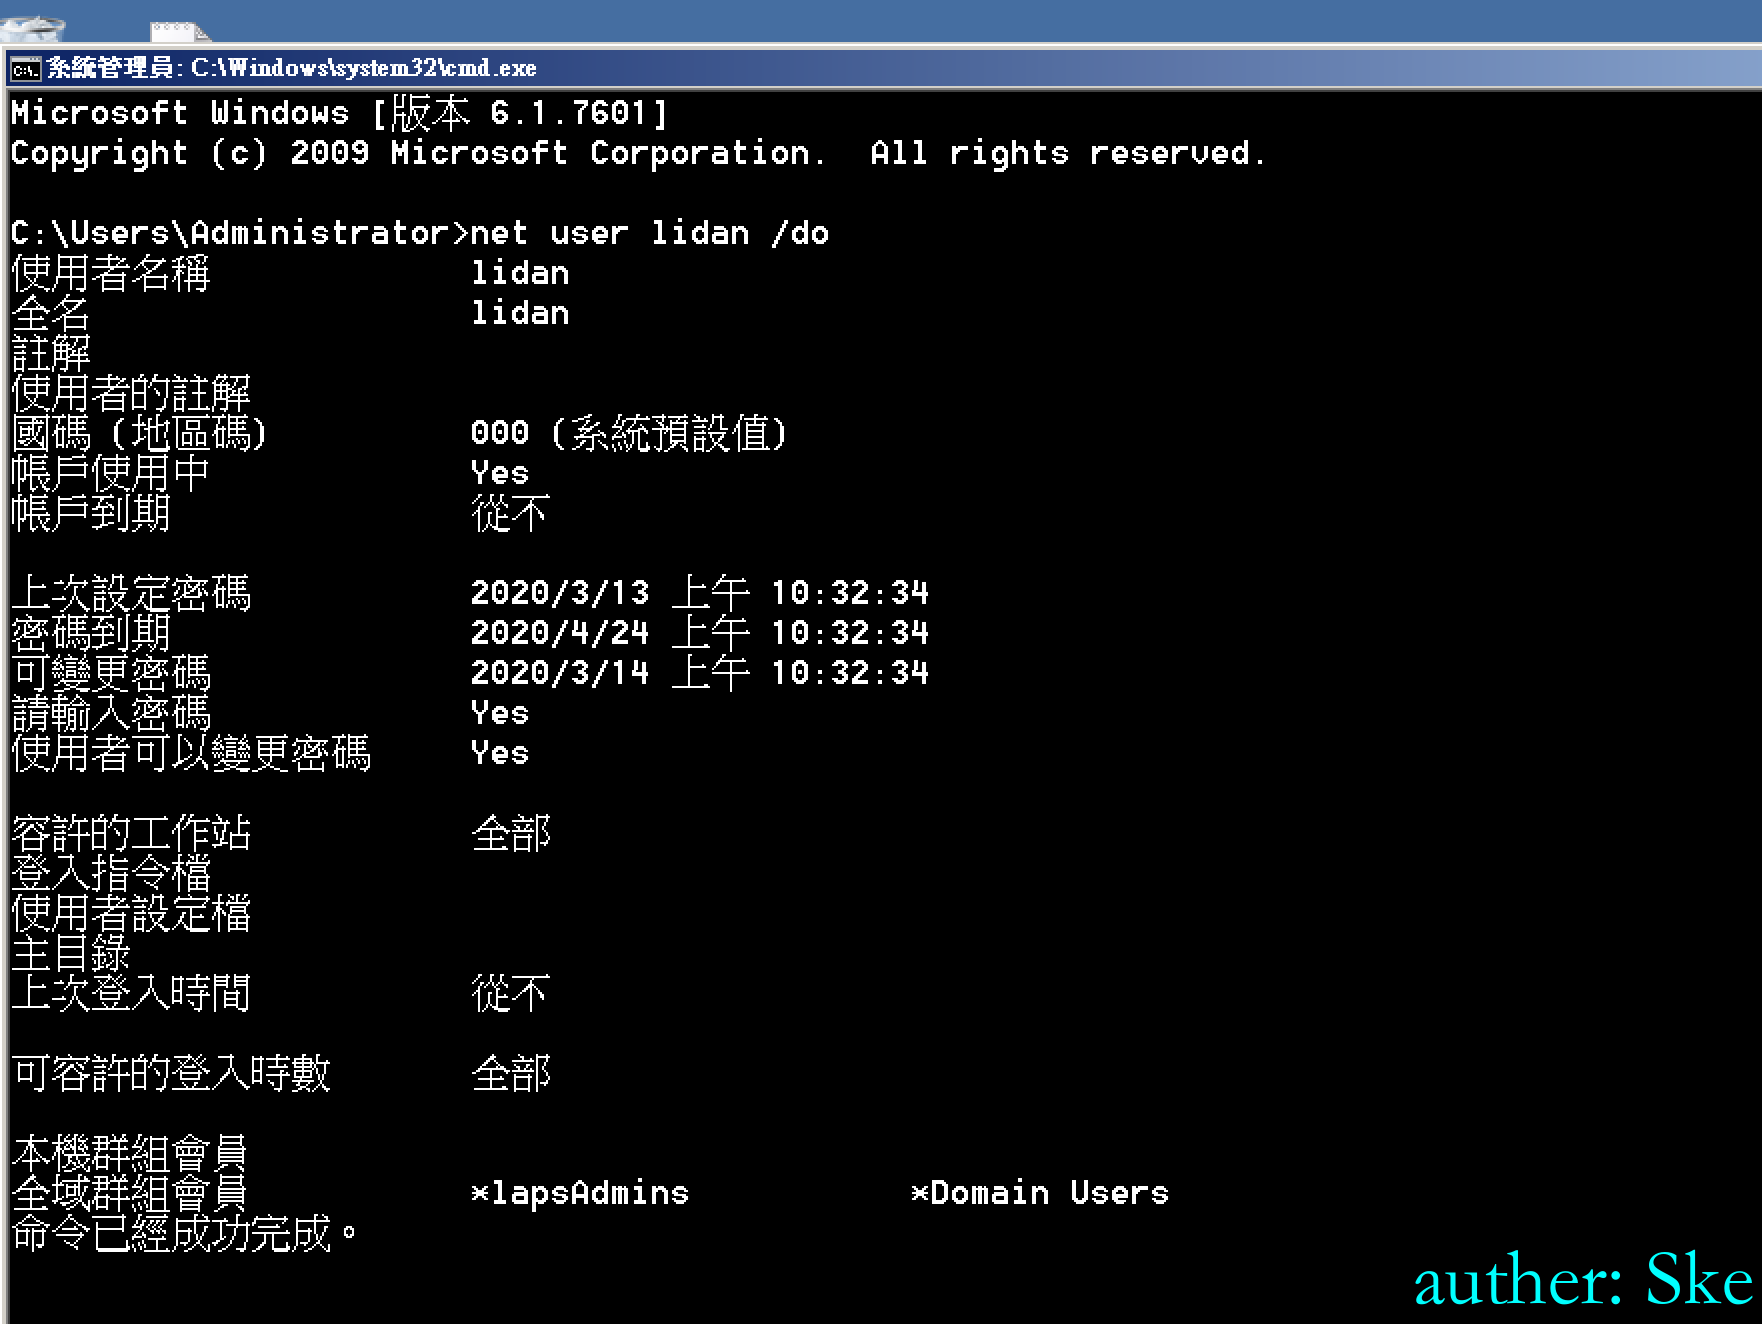 系統管理員: C:\Windows\system32\cmd.exe
Microsoft Windows [版本 6.1.7601]
Copyright (c) 2009 Microsoft Corporation.  All rights reserved.
C:\Users\Administrator>net user lidan /do
使用者名稱 lidan
全名 lidan
註解
使用者的註解
國碼 (地區碼) 000 (系統預設值)
帳戶使用中 Yes
帳戶到期 從不
上次設定密碼 2020/3/13 上午 10:32:34
密碼到期 2020/4/24 上午 10:32:34
可變更密碼 2020/3/14 上午 10:32:34
請輸入密碼 Yes
使用者可以變更密碼 Yes
容許的工作站 全部
登入指令檔
使用者設定檔
主目錄
上次登入時間 從不
可容許的登入時數 全部
本機群組會員
全域群組會員 *lapsAdmins *Domain Users
命令已經成功完成。
auther: Ske